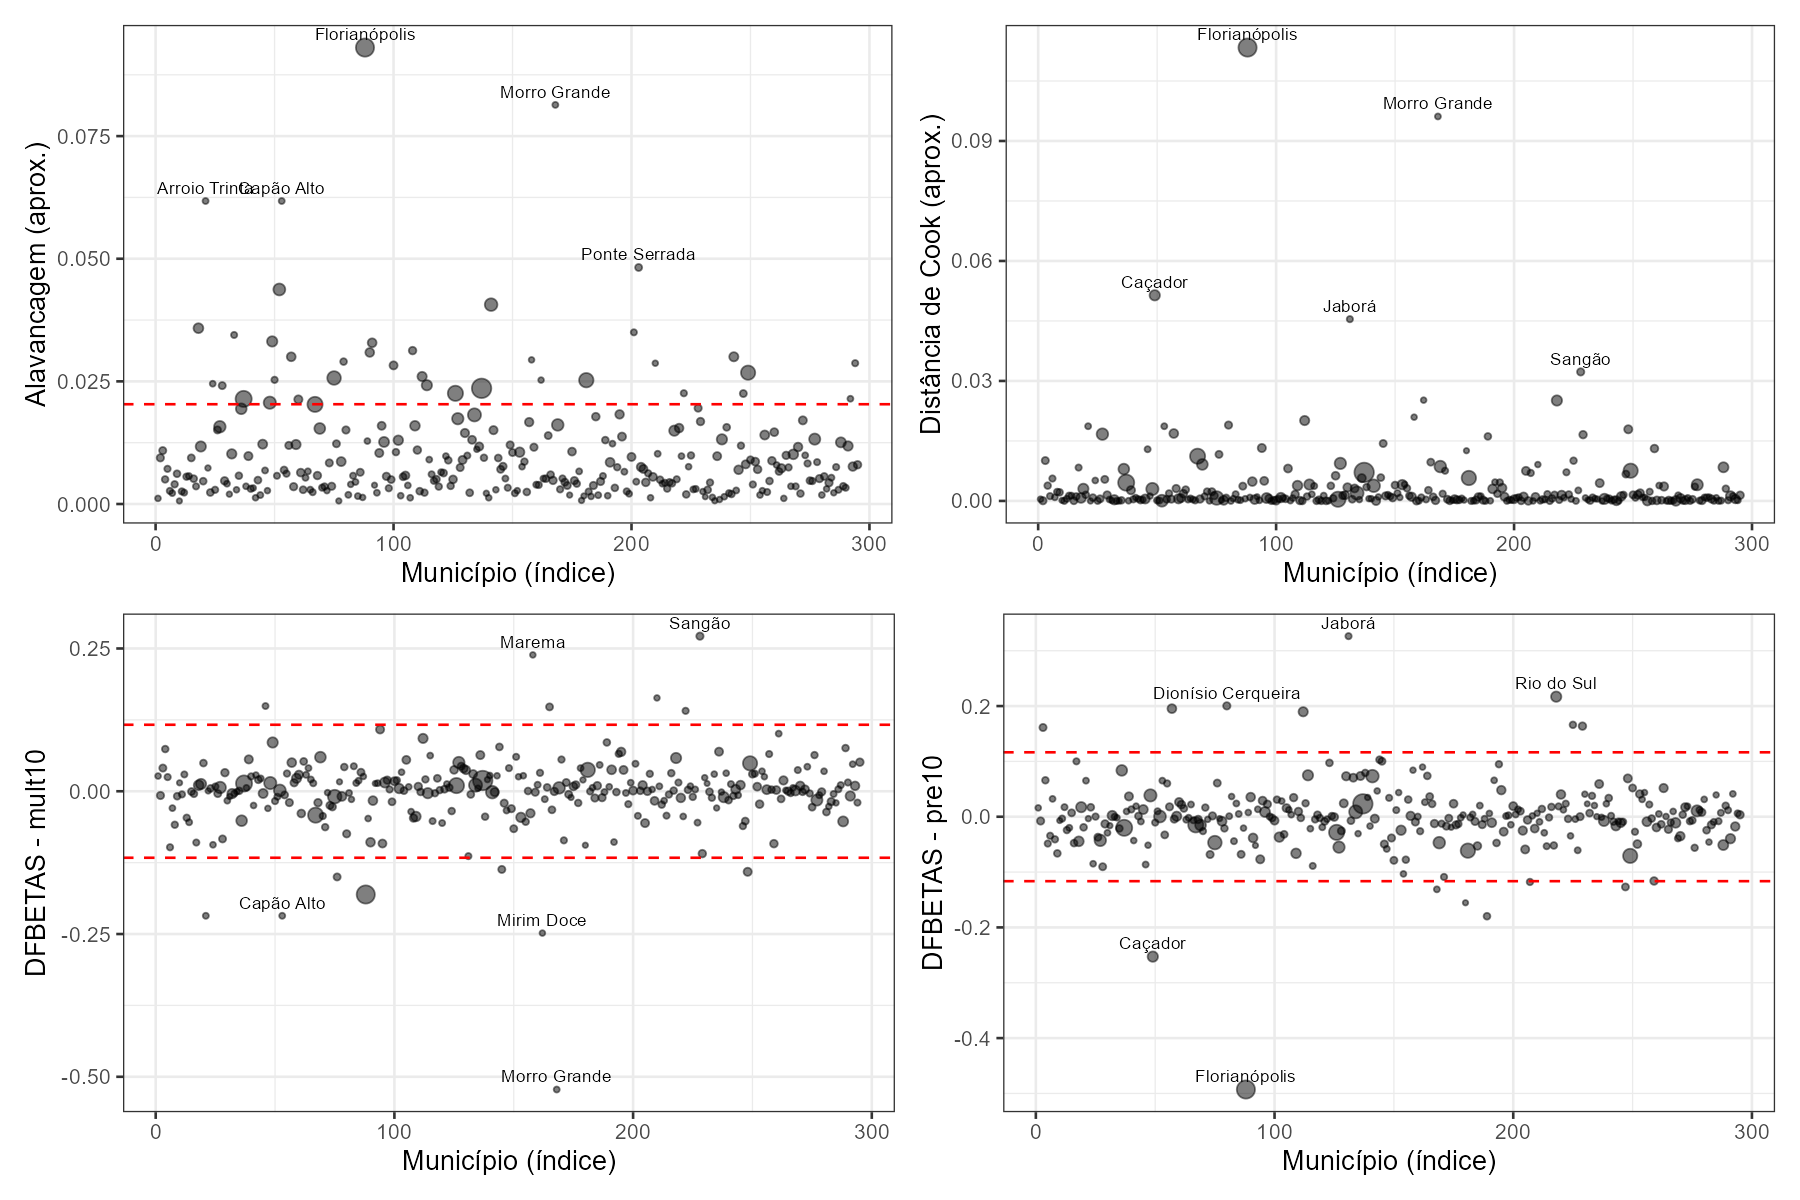 Florianópolis
Morro Grande
Arroio Trinta
Capão Alto
Ponte Serrada
0.075
0.050
0.025
0.000
Alavancagem (aprox.)
0
100
200
300
Município (índice)
Florianópolis
Morro Grande
Caçador
Jaborá
Sangão
0.09
0.06
0.03
0.00
Distância de Cook (aprox.)
0
100
200
300
Município (índice)
Sangão
Marema
Capão Alto
Mirim Doce
Morro Grande
0.25
0.00
-0.25
-0.50
DFBETAS - mult10
0
100
200
300
Município (índice)
Jaborá
Dionísio Cerqueira
Rio do Sul
Caçador
Florianópolis
0.2
0.0
-0.2
-0.4
DFBETAS - pre10
0
100
200
300
Município (índice)